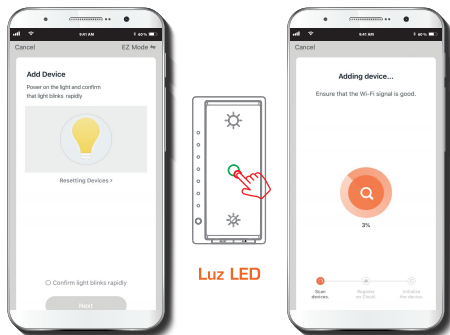 9:41 AM
60%
Cancel
EZ Mode ⇋
Add Device
Power on the light and confirm
that light blinks rapidly
Resetting Devices >
Confirm light blinks rapidly
Next
Luz LED
9:41 AM
60%
Cancel
Adding device...
Ensure that the Wi-Fi signal is good.
3%
Scan
devices.
Register
on Cloud.
Initialize
the device.